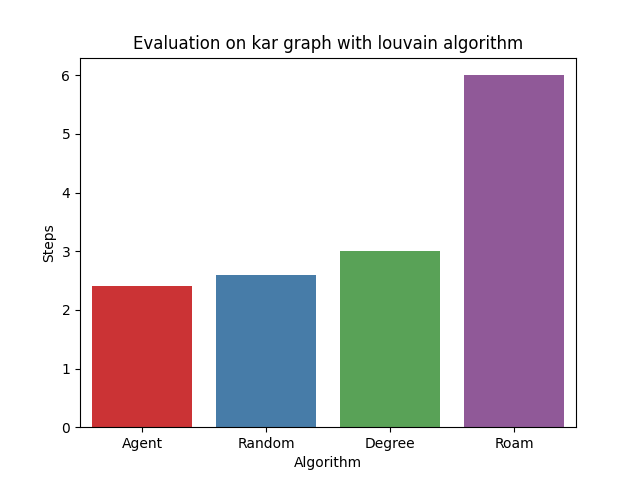 Evaluation on kar graph with louvain algorithm
6
5
4
3
2
1
0
Steps
Agent Random Degree Roam
Algorithm